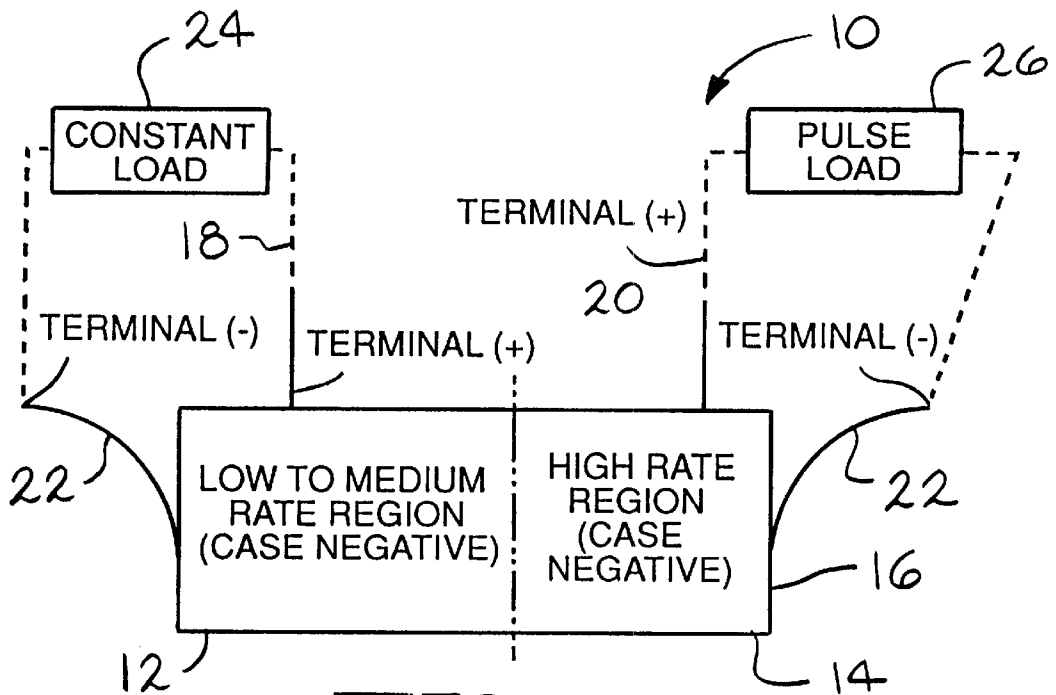 24
10
26
CONSTANT
LOAD
PULSE
LOAD
TERMINAL (+)
18
20
TERMINAL (-)
TERMINAL (+)
TERMINAL (-)
22
LOW TO MEDIUM
RATE REGION
(CASE NEGATIVE)
HIGH RATE
REGION
(CASE
NEGATIVE)
22
16
12
14